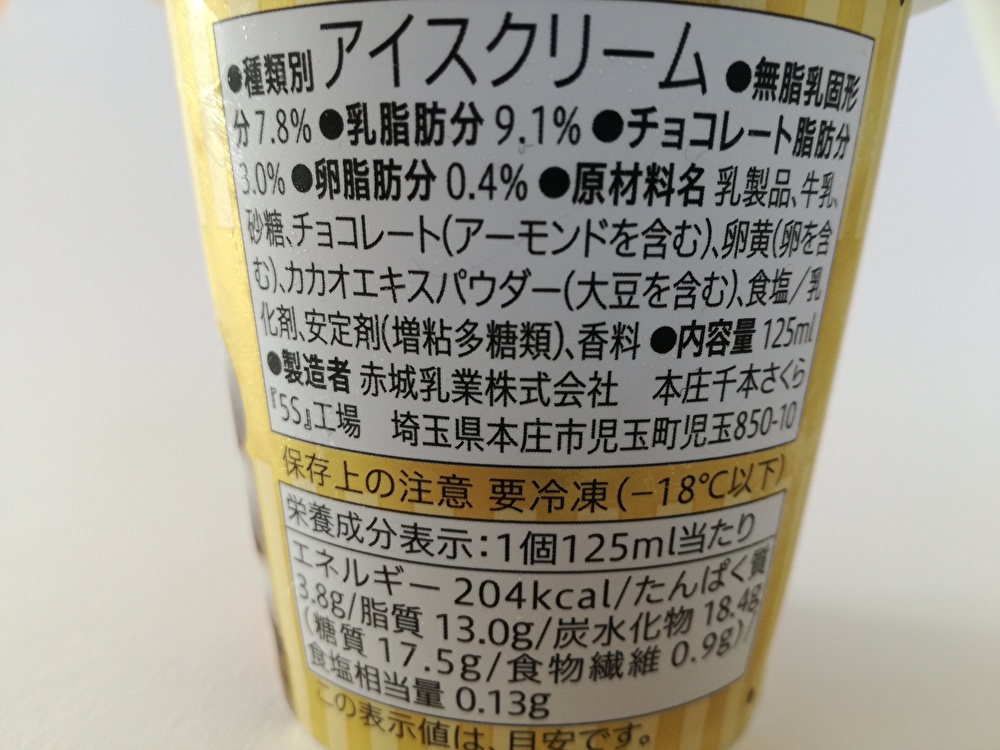 ●種類別 アイスクリーム ●無脂乳固形
分7.8% ●乳脂肪分 9.1% ●チョコレート脂肪分
3.0% ●卵脂肪分 0.4% ●原材料名 乳製品、牛乳、
砂糖、チョコレート(アーモンドを含む)、卵黄(卵を含
む)、カカオエキスパウダー(大豆を含む)、食塩/乳
化剤、安定剤(増粘多糖類)、香料 ●内容量 125ml
●製造者 赤城乳業株式会社 本庄千本さくら
『5S』工場 埼玉県本庄市児玉町児玉850-10
保存上の注意 要冷凍(−18℃以下)
栄養成分表示:1個125ml当たり
エネルギー 204kcal/たんぱく質
3.8g/脂質 13.0g/炭水化物 18.4g
(糖質 17.5g/食物繊維 0.9g)/
食塩相当量 0.13g
この表示値は、目安です。